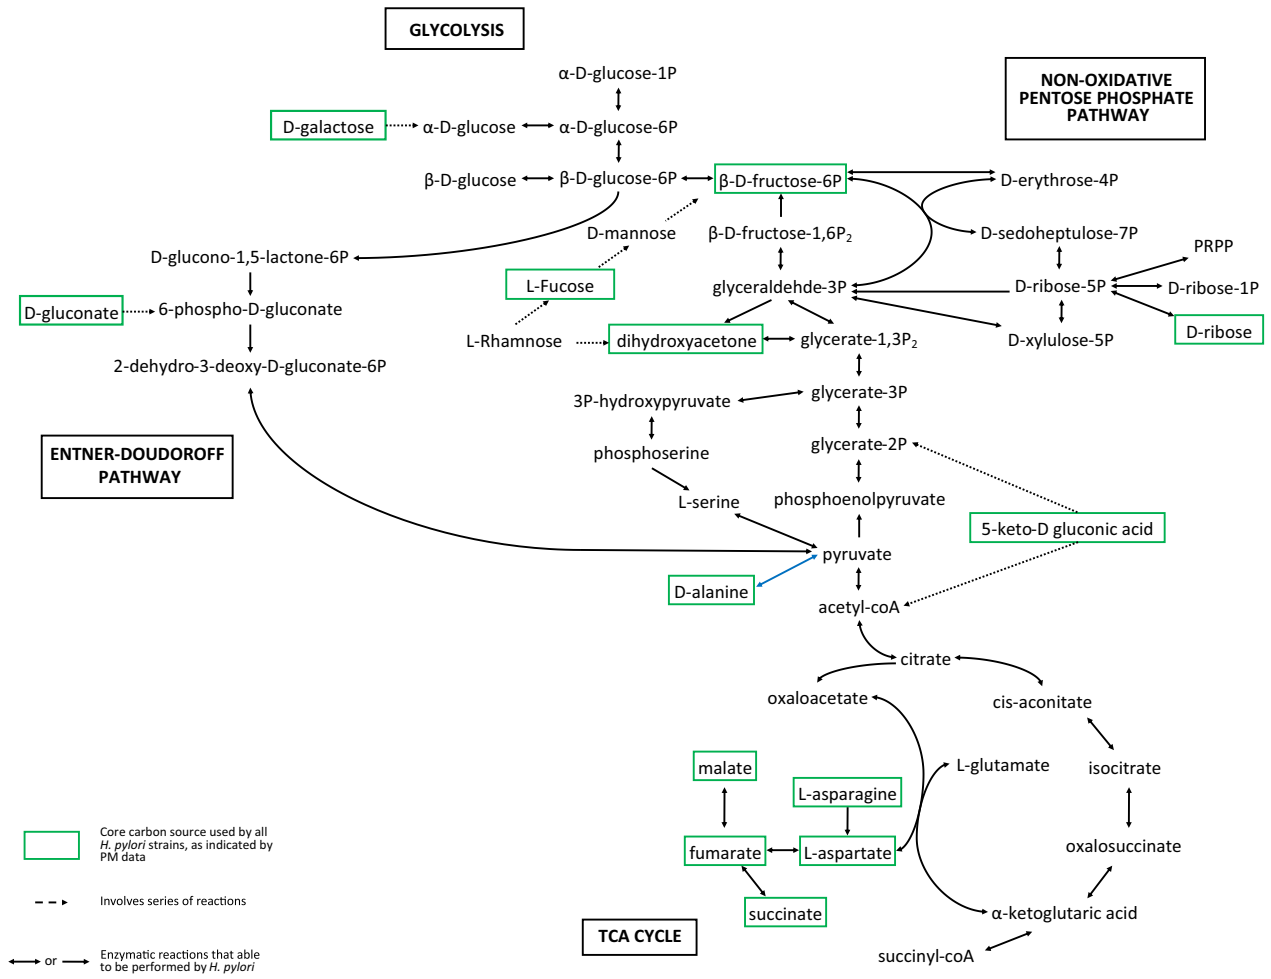 GLYCOLYSIS
NON-OXIDATIVE
PENTOSE PHOSPHATE
PATHWAY
α-D-glucose-1P
D-galactose
α-D-glucose
α-D-glucose-6P
β-D-glucose
β-D-glucose-6P
β-D-fructose-6P
D-erythrose-4P
D-mannose
β-D-fructose-1,6P₂
D-sedoheptulose-7P
PRPP
D-glucono-1,5-lactone-6P
L-Fucose
glyceraldehde-3P
D-ribose-5P
D-ribose-1P
D-gluconate
6-phospho-D-gluconate
L-Rhamnose
dihydroxyacetone
glycerate-1,3P₂
D-xylulose-5P
D-ribose
2-dehydro-3-deoxy-D-gluconate-6P
3P-hydroxypyruvate
glycerate-3P
ENTNER-DOUDOROFF
PATHWAY
phosphoserine
glycerate-2P
L-serine
phosphoenolpyruvate
5-keto-D gluconic acid
pyruvate
D-alanine
acetyl-coA
citrate
oxaloacetate
cis-aconitate
malate
L-glutamate
isocitrate
L-asparagine
fumarate
L-aspartate
oxalosuccinate
succinate
α-ketoglutaric acid
TCA CYCLE
succinyl-coA
Core carbon source used by all
H. pylori strains, as indicated by
PM data
Involves series of reactions
or
Enzymatic reactions that able
to be performed by H. pylori